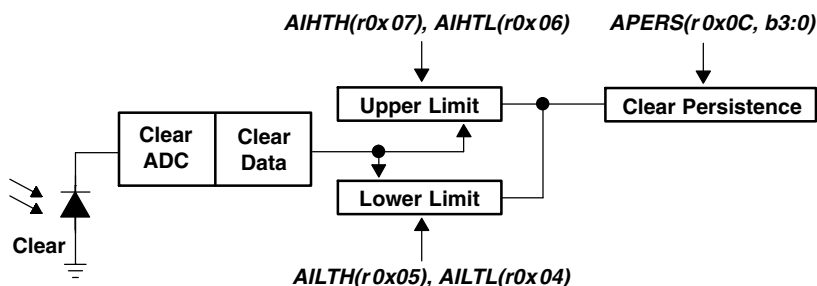 AIHTH(r0x07), AIHTL(r0x06)
APERS(r0x0C, b3:0)
Upper Limit
Clear Persistence
Clear
ADC
Clear
Data
Lower Limit
Clear
AILTH(r0x05), AILTL(r0x04)